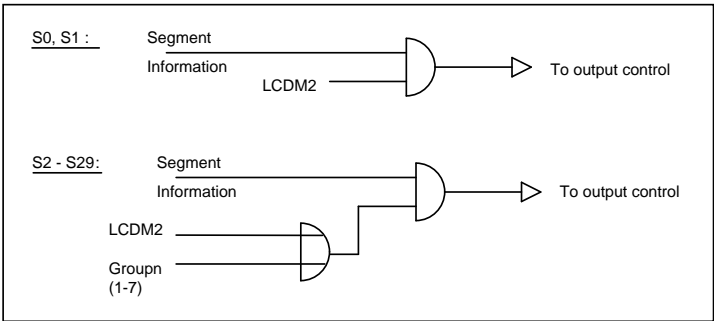 S0, S1 :
Segment
Information
LCDM2
To output control
S2 - S29:
Segment
Information
To output control
LCDM2
Groupn
(1-7)